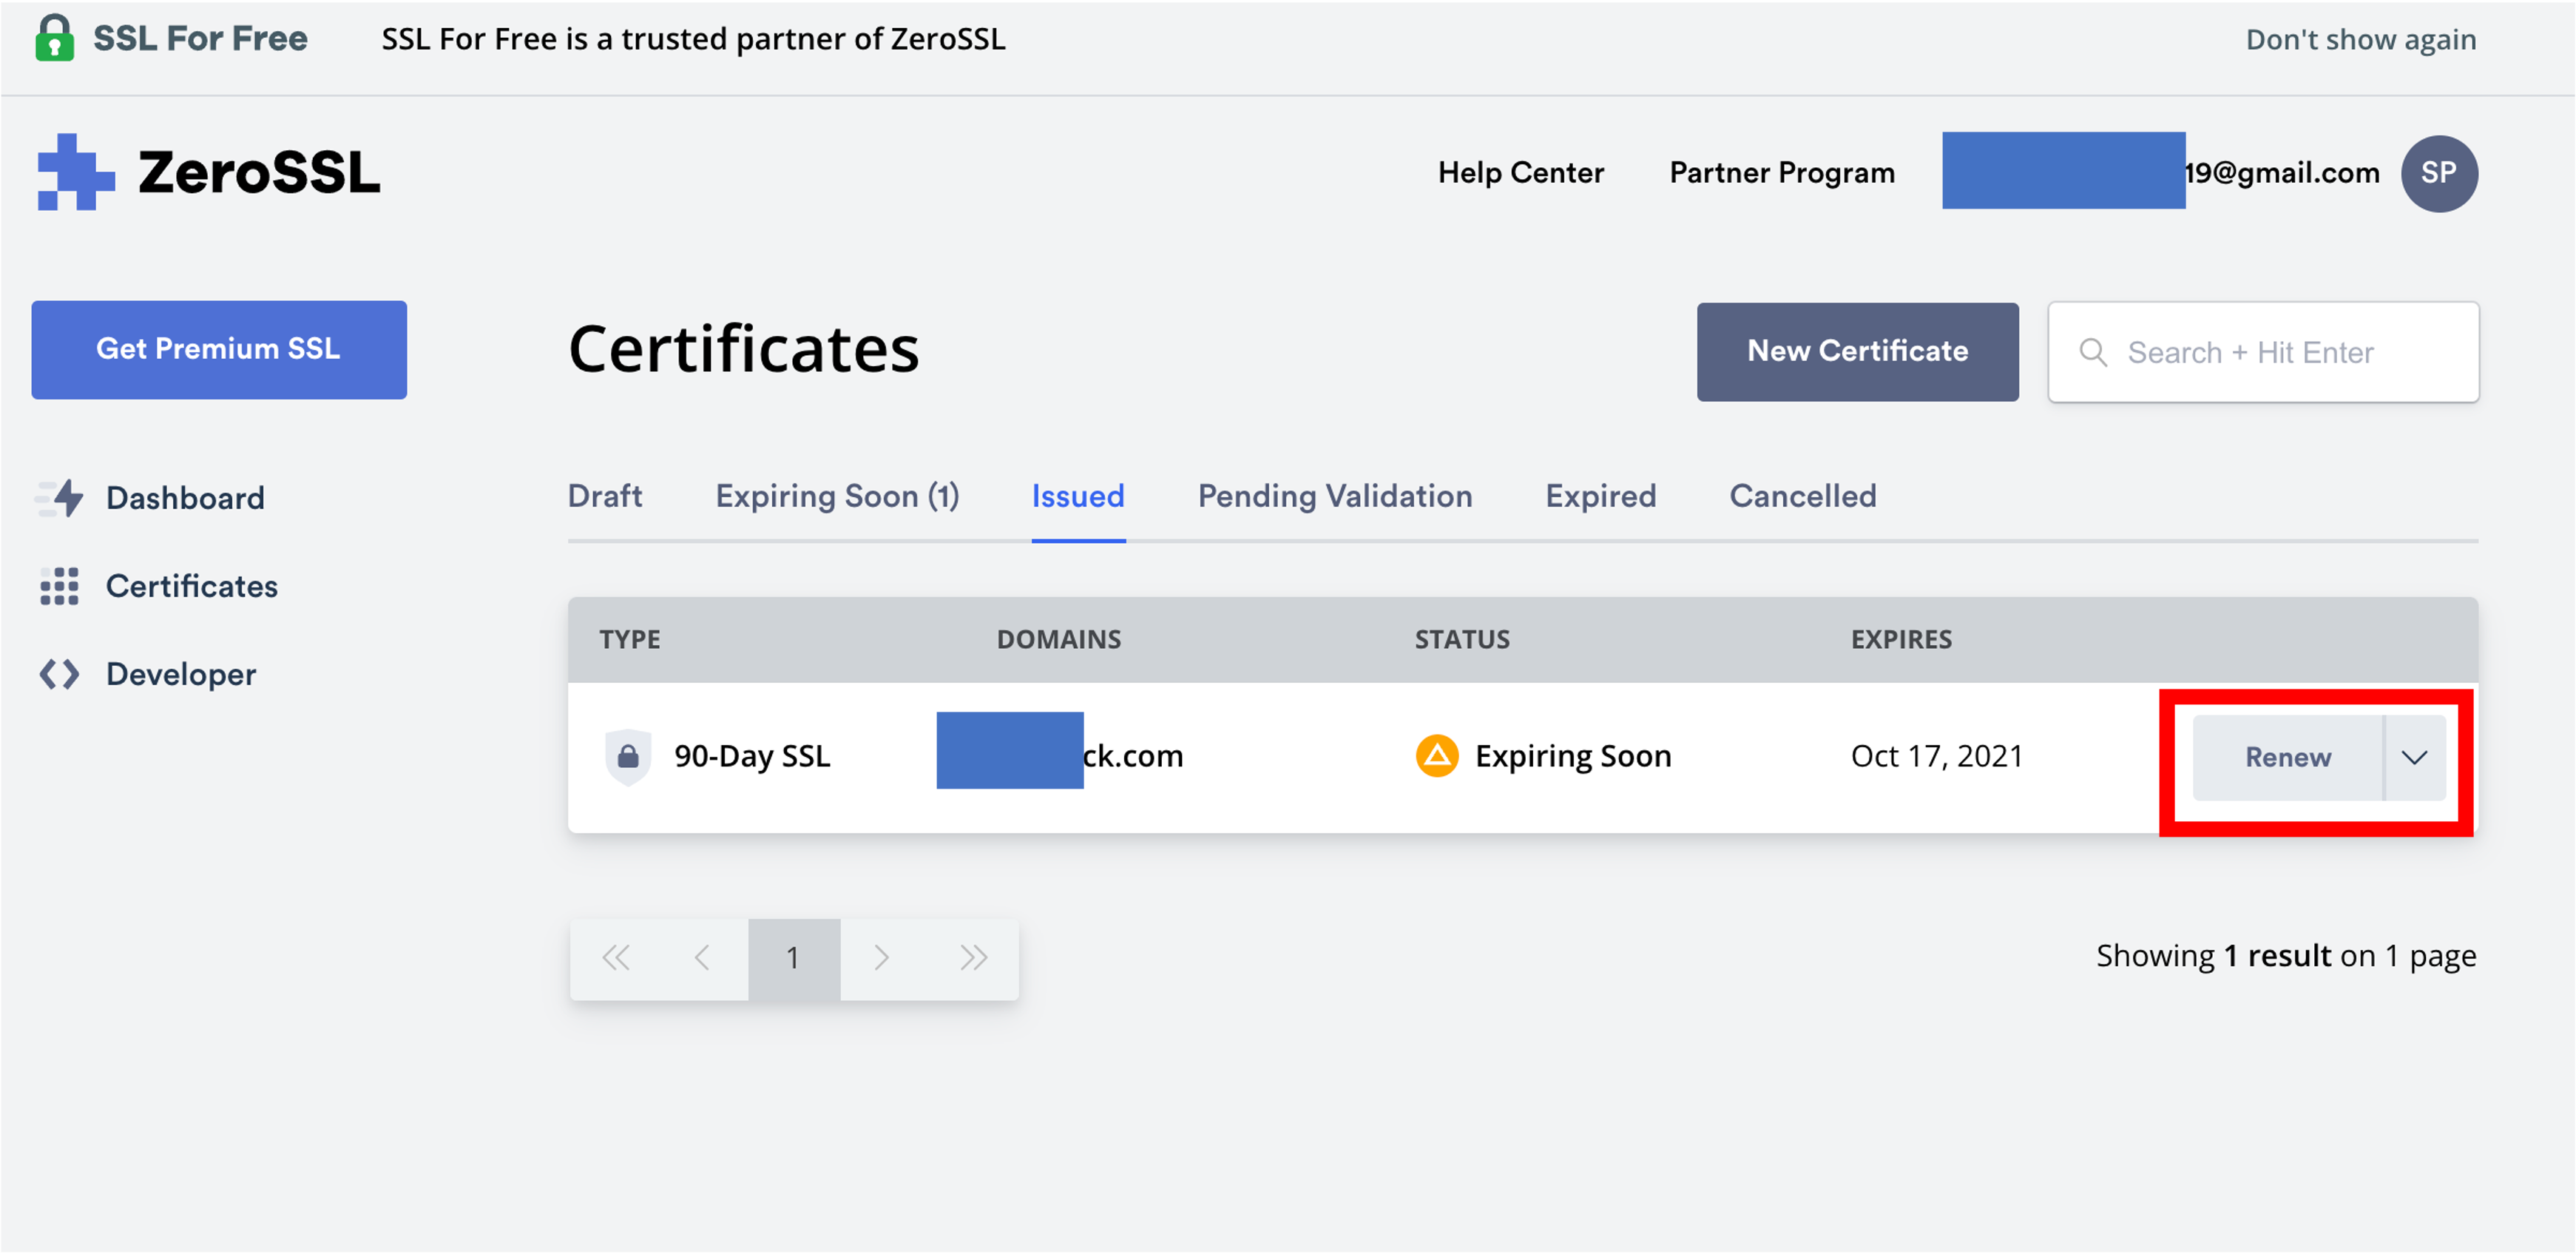 SSL For Free SSL For Free is a trusted partner of ZeroSSL Don't show again
ZeroSSL Help Center Partner Program 19@gmail.com SP
Get Premium SSL Certificates New Certificate Search + Hit Enter
Dashboard Draft Expiring Soon (1) Issued Pending Validation Expired Cancelled
Certificates
Developer
TYPE DOMAINS STATUS EXPIRES
90-Day SSL ck.com Expiring Soon Oct 17, 2021 Renew
1 Showing 1 result on 1 page